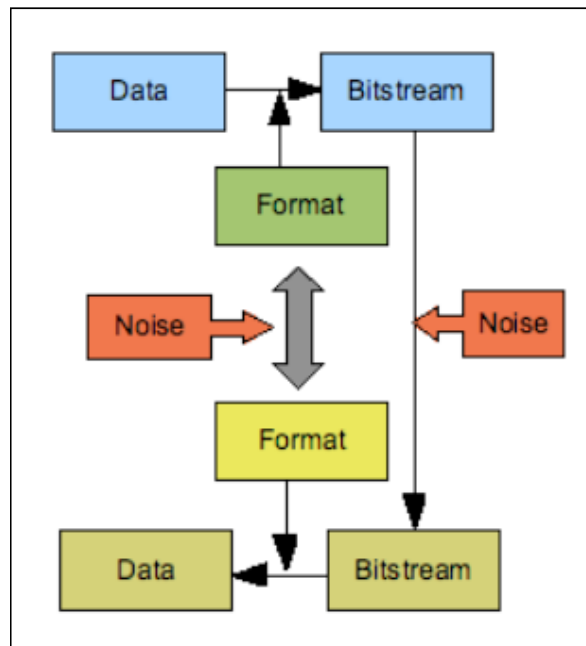 Data
Bitstream
Format
Noise
Noise
Format
Data
Bitstream